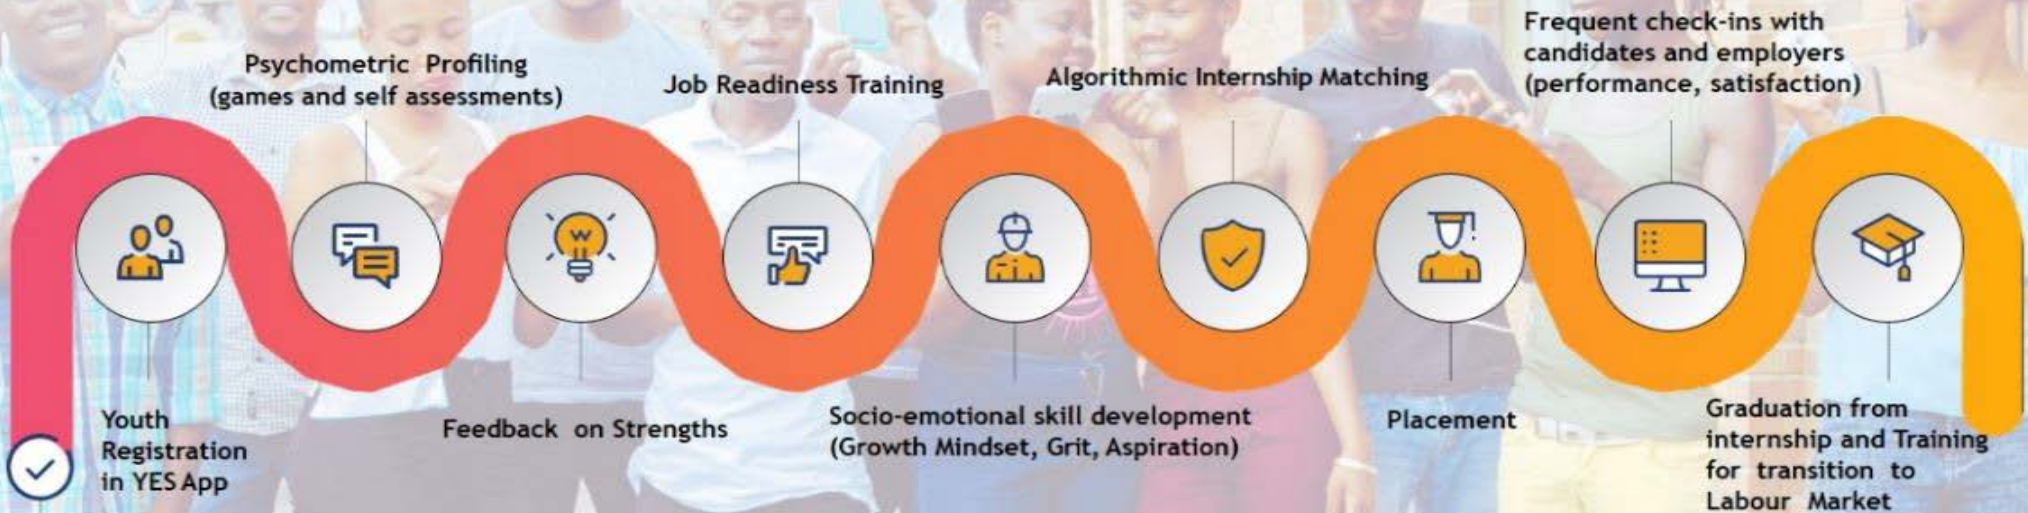 Youth
Registration
in YES App
Psychometric Profiling
(games and self assessments)
Feedback on Strengths
Job Readiness Training
Socio-emotional skill development
(Growth Mindset, Grit, Aspiration)
Algorithmic Internship Matching
Placement
Frequent check-ins with
candidates and employers
(performance, satisfaction)
Graduation from
internship and Training
for transition to
Labour Market